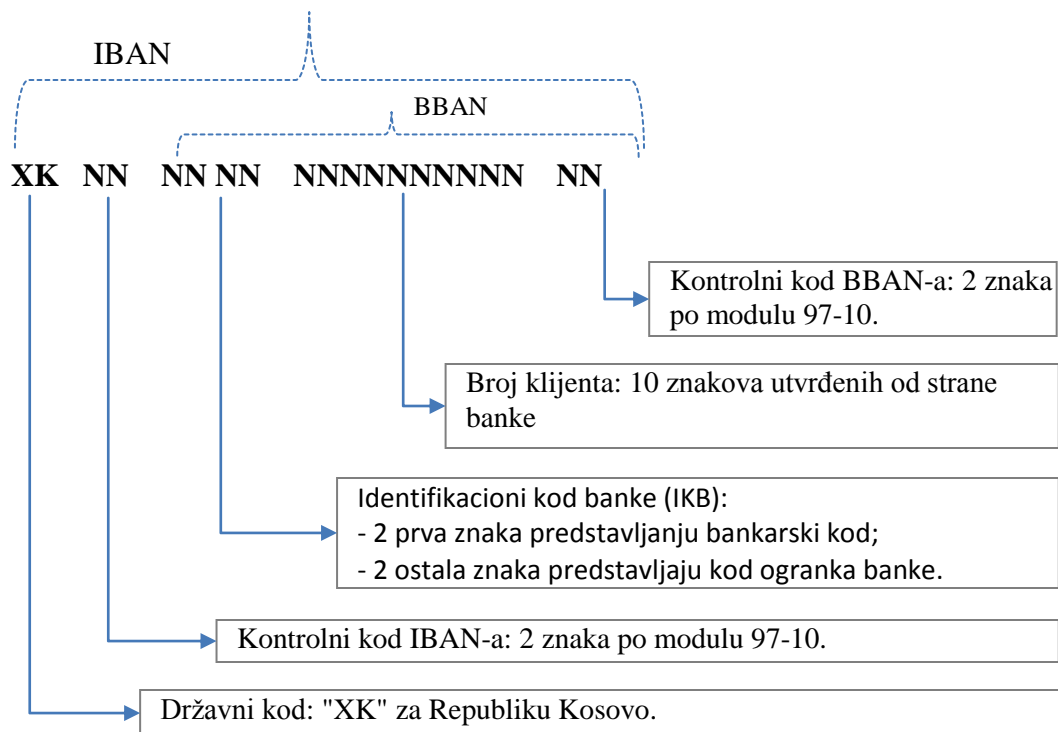 IBAN
BBAN
XK NN NN NN NNNNNNNNNN NN
Kontrolni kod BBAN-a: 2 znaka
po modulu 97-10.
Broj klijenta: 10 znakova utvrđenih od strane
banke
Identifikacioni kod banke (IKB):
- 2 prva znaka predstavljanju bankarski kod;
- 2 ostala znaka predstavljaju kod ogranka banke.
Kontrolni kod IBAN-a: 2 znaka po modulu 97-10.
Državni kod: "XK" za Republiku Kosovo.